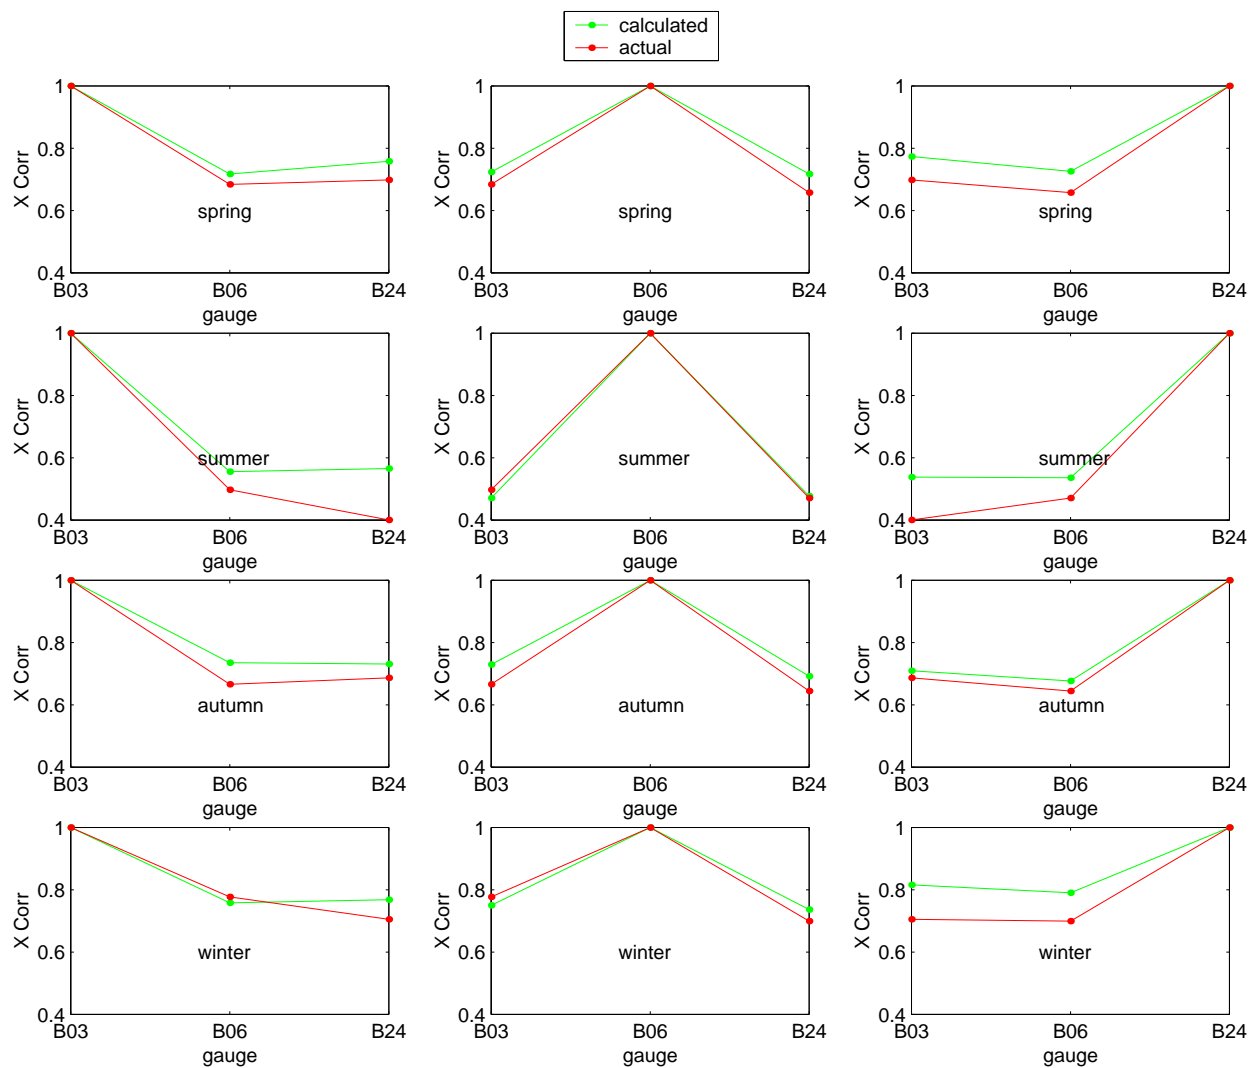 calculated
actual
1 1 1
0.8 0.8 0.8
X Corr X Corr X Corr
0.6 0.6 0.6
spring spring spring
0.4 0.4 0.4
B03 B06 B24 B03 B06 B24 B03 B06 B24
gauge gauge gauge
1 1 1
0.8 0.8 0.8
X Corr X Corr X Corr
0.6 0.6 0.6
summer summer summer
0.4 0.4 0.4
B03 B06 B24 B03 B06 B24 B03 B06 B24
gauge gauge gauge
1 1 1
0.8 0.8 0.8
X Corr X Corr X Corr
0.6 0.6 0.6
autumn autumn autumn
0.4 0.4 0.4
B03 B06 B24 B03 B06 B24 B03 B06 B24
gauge gauge gauge
1 1 1
0.8 0.8 0.8
X Corr X Corr X Corr
0.6 0.6 0.6
winter winter winter
0.4 0.4 0.4
B03 B06 B24 B03 B06 B24 B03 B06 B24
gauge gauge gauge